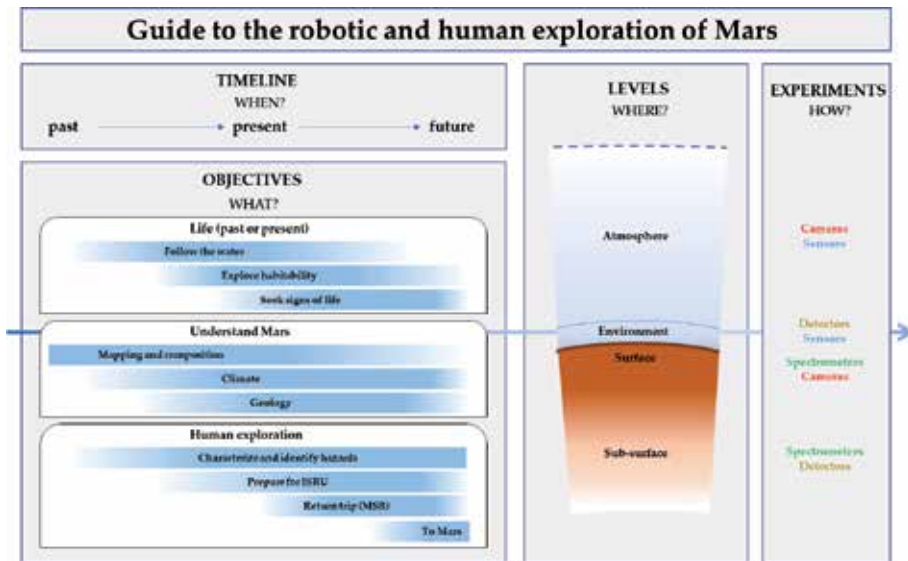 Guide to the robotic and human exploration of Mars
TIMELINE
WHEN?
past present future
OBJECTIVES
WHAT?
Life (past or present)
Follow the water
Explore habitability
Seek signs of life
Understand Mars
Mapping and composition
Climate
Geology
Human exploration
Characterize and identify hazards
Prepare for ISRU
Return trip (MSR)
To Mars
LEVELS
WHERE?
Atmosphere
Environment
Surface
Sub-surface
EXPERIMENTS
HOW?
Cameras
Sensors
Detectors
Sensors
Spectrometers
Cameras
Spectrometers
Detectors